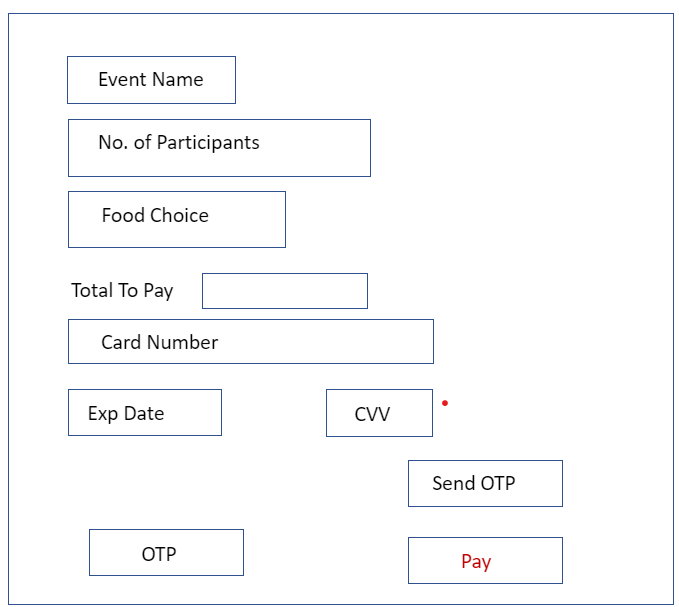 Event Name
No. of Participants
Food Choice
Total To Pay
Card Number
Exp Date
CVV
Send OTP
OTP
Pay